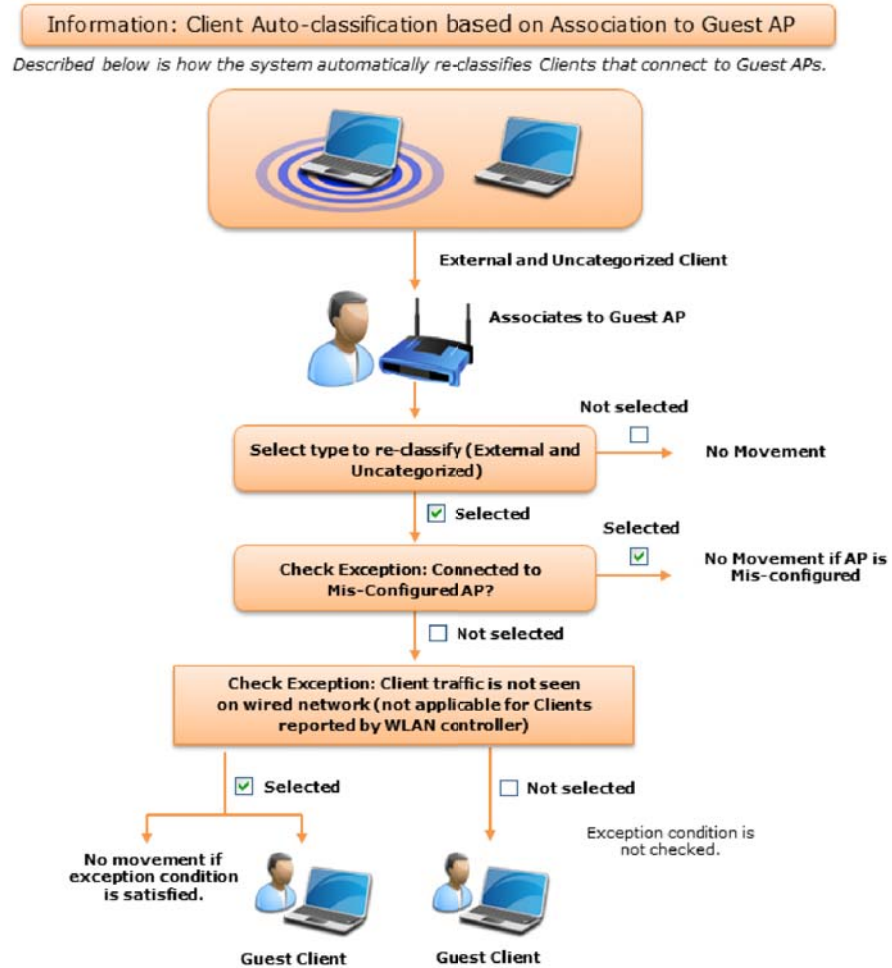 Information: Client Auto-classification based on Association to Guest AP
Described below is how the system automatically re-classifies Clients that connect to Guest APs.
External and Uncategorized Client
Associates to Guest AP
Not selected
Select type to re-classify (External and
Uncategorized)
No Movement
Selected
Selected
Check Exception: Connected to
Mis-Configured AP?
No Movement if AP is
Mis-configured
Not selected
Check Exception: Client traffic is not seen
on wired network (not applicable for Clients
reported by WLAN controller)
Selected
Not selected
Exception condition is
not checked.
No movement if
exception condition
is satisfied.
Guest Client
Guest Client